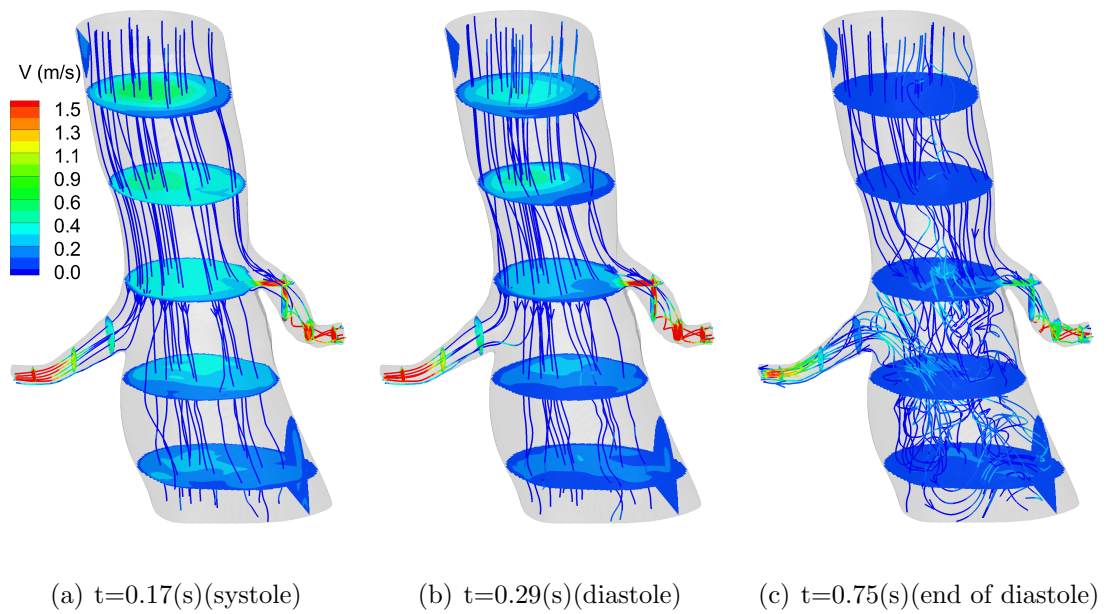 V (m/s)
1.5
1.3
1.1
0.9
0.6
0.4
0.2
0.0
(a) t=0.17(s)(systole)
(b) t=0.29(s)(diastole)
(c) t=0.75(s)(end of diastole)